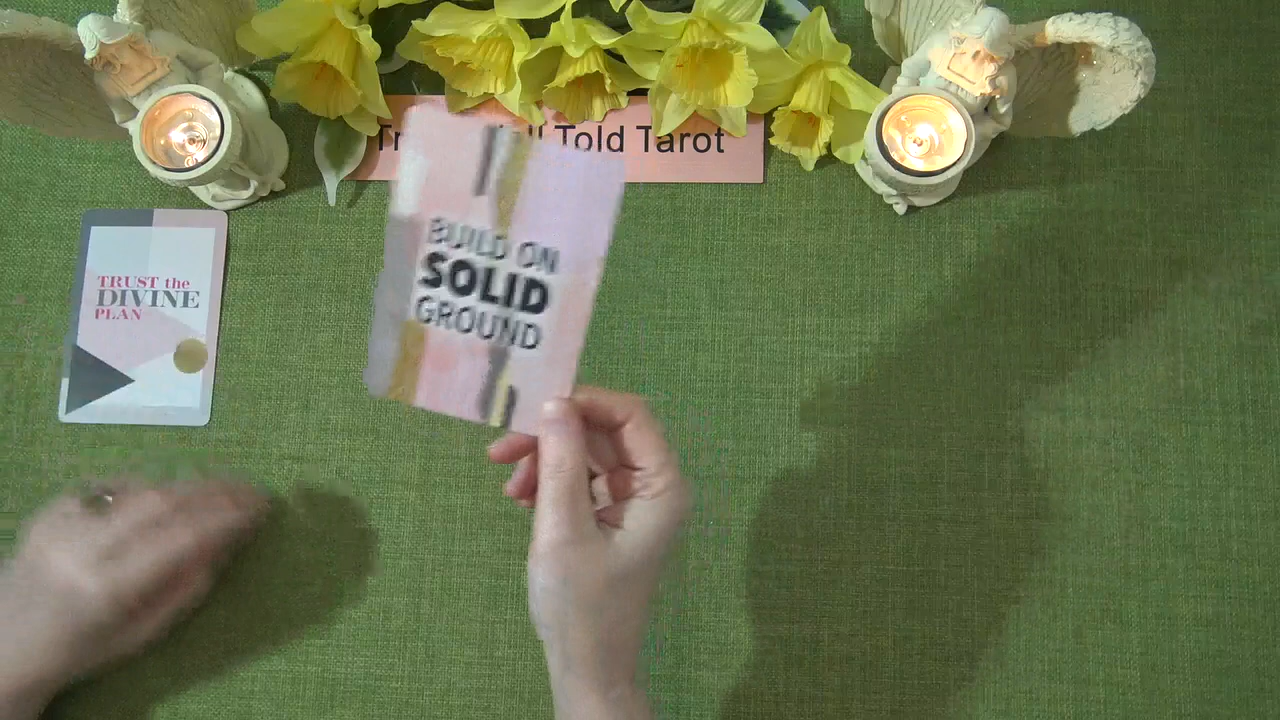 Told Tarot
TRUST the
DIVINE
PLAN
BUILD ON
SOLID
GROUND